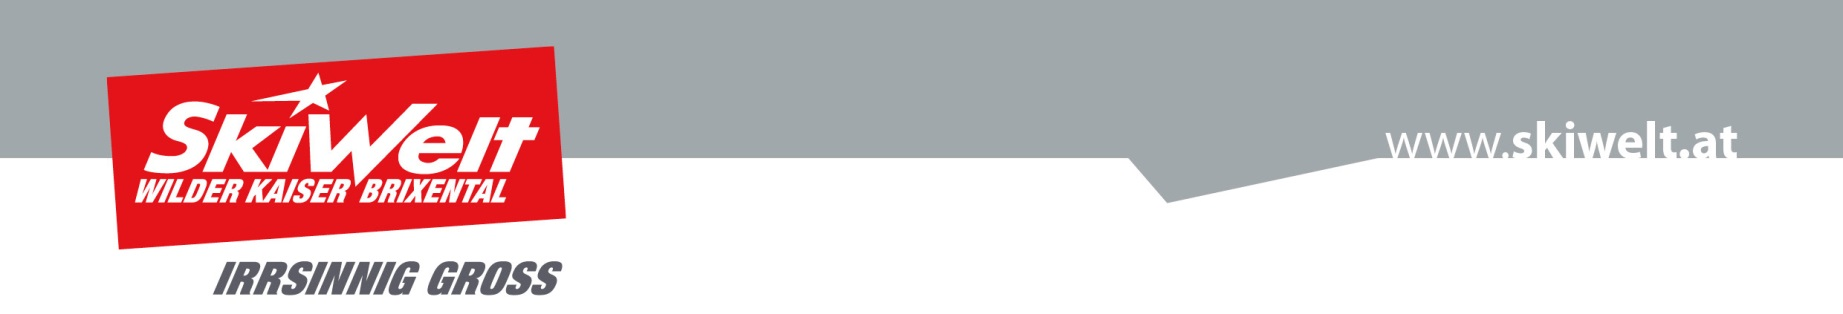 SkiWelt
WILDER KAISER BRIXENTAL
IRRSINNIG GROSS
www.skiwelt.at